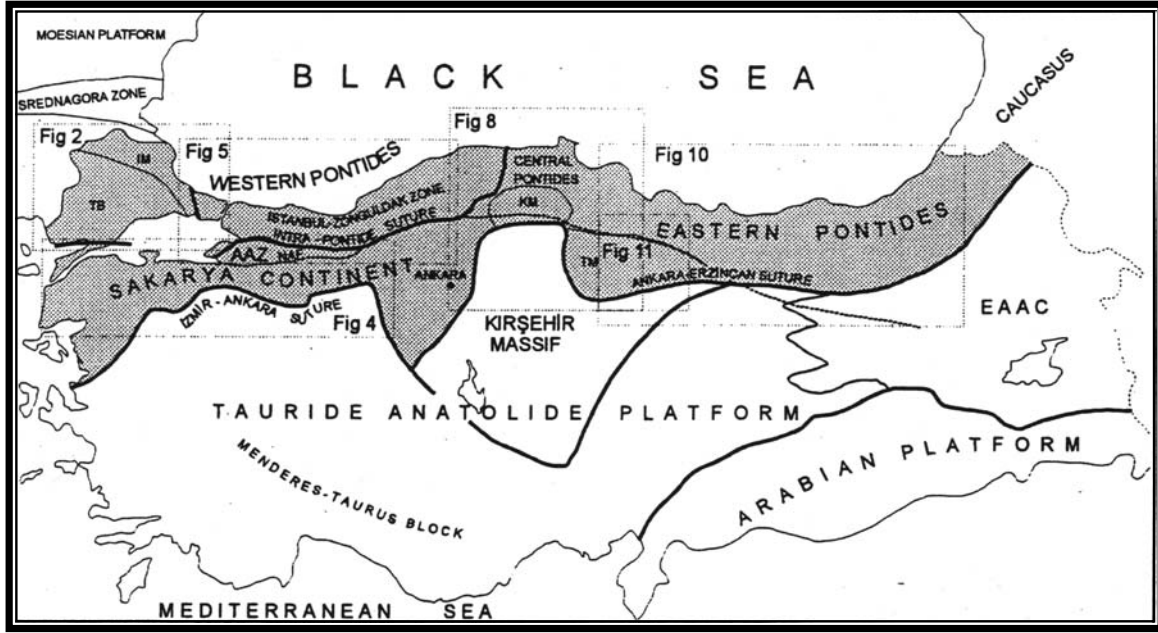 MOESIAN PLATFORM
BLACK SEA
CAUCASUS
SREDNAGORA ZONE
Fig 2
IM
Fig 5
Fig 8
Fig 10
WESTERN PONTIDES
CENTRAL
PONTIDES
KM
TB
ISTANBUL-ZONGULDAK ZONE
INTRA-PONTIDE SUTURE
EASTERN PONTIDES
AAZ
NAF
Fig 11
TM
SAKARYA CONTINENT
ANKARA
ANKARA-ERZINCAN SUTURE
İZMİR-ANKARA SUTURE
Fig 4
KIRŞEHİR
MASSIF
EAAC
TAURIDE ANATOLIDE PLATFORM
MENDERES-TAURUS BLOCK
ARABIAN PLATFORM
MEDITERRANEAN SEA